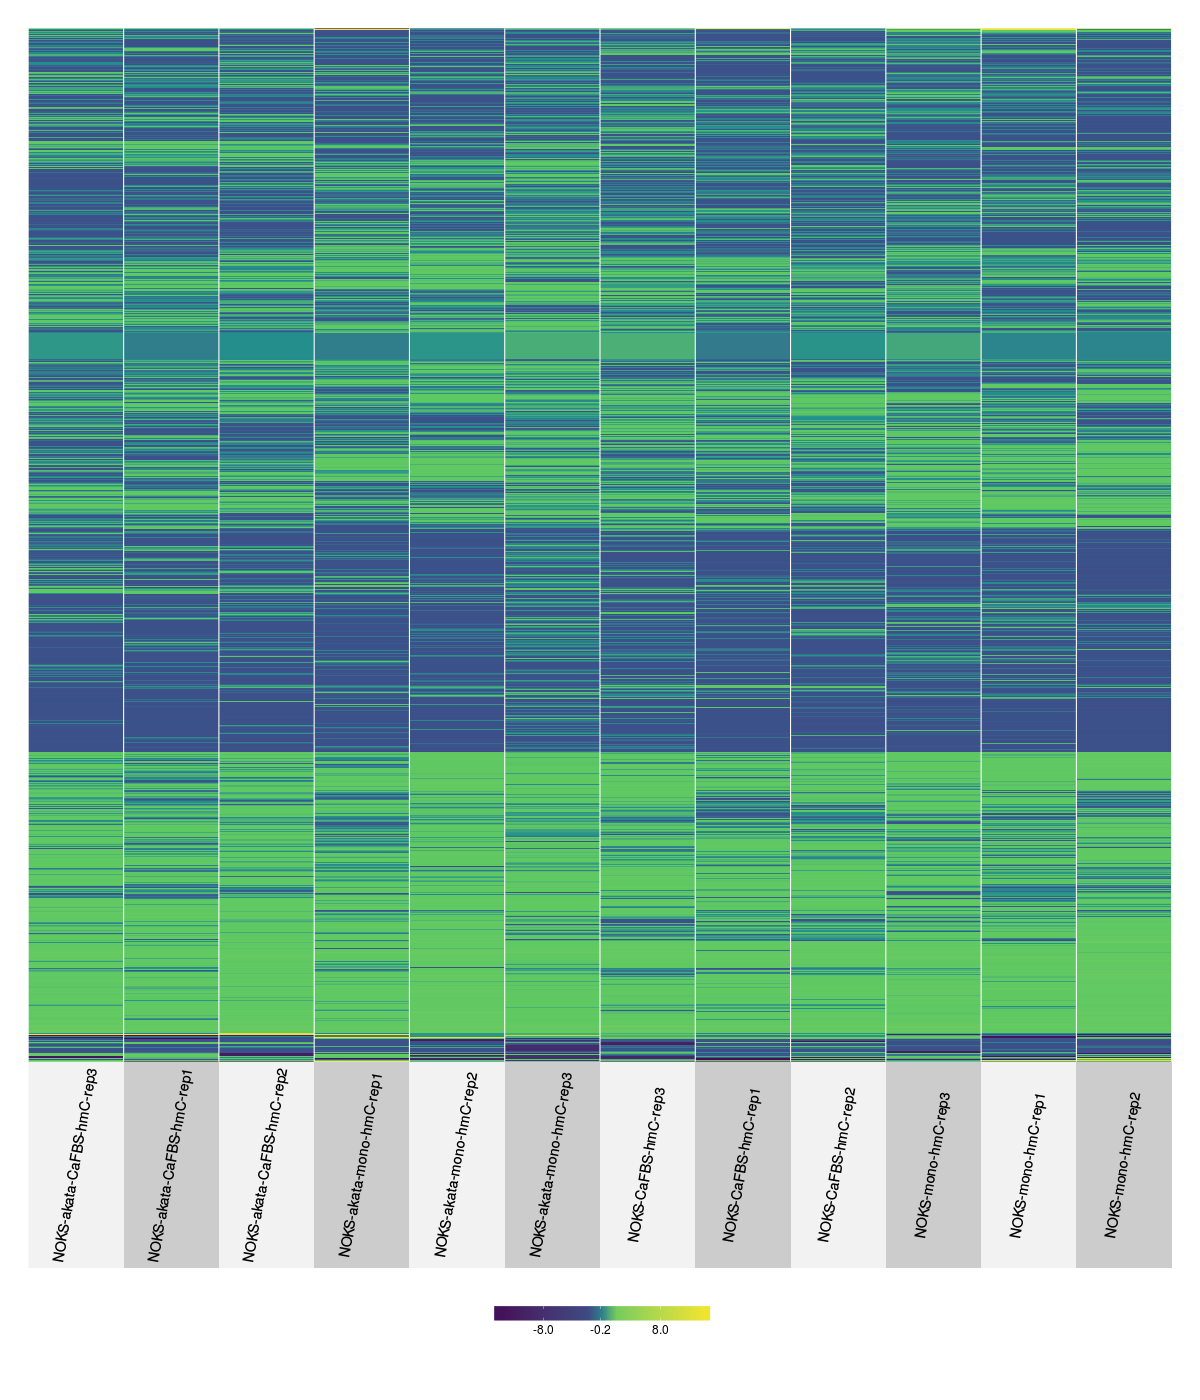 NOKS-akata-CaFBS-hmC-rep3
NOKS-akata-CaFBS-hmC-rep1
NOKS-akata-CaFBS-hmC-rep2
NOKS-akata-mono-hmC-rep1
NOKS-akata-mono-hmC-rep2
NOKS-akata-mono-hmC-rep3
NOKS-CaFBS-hmC-rep3
NOKS-CaFBS-hmC-rep1
NOKS-CaFBS-hmC-rep2
NOKS-mono-hmC-rep3
NOKS-mono-hmC-rep1
NOKS-mono-hmC-rep2
-8.0
-0.2
8.0